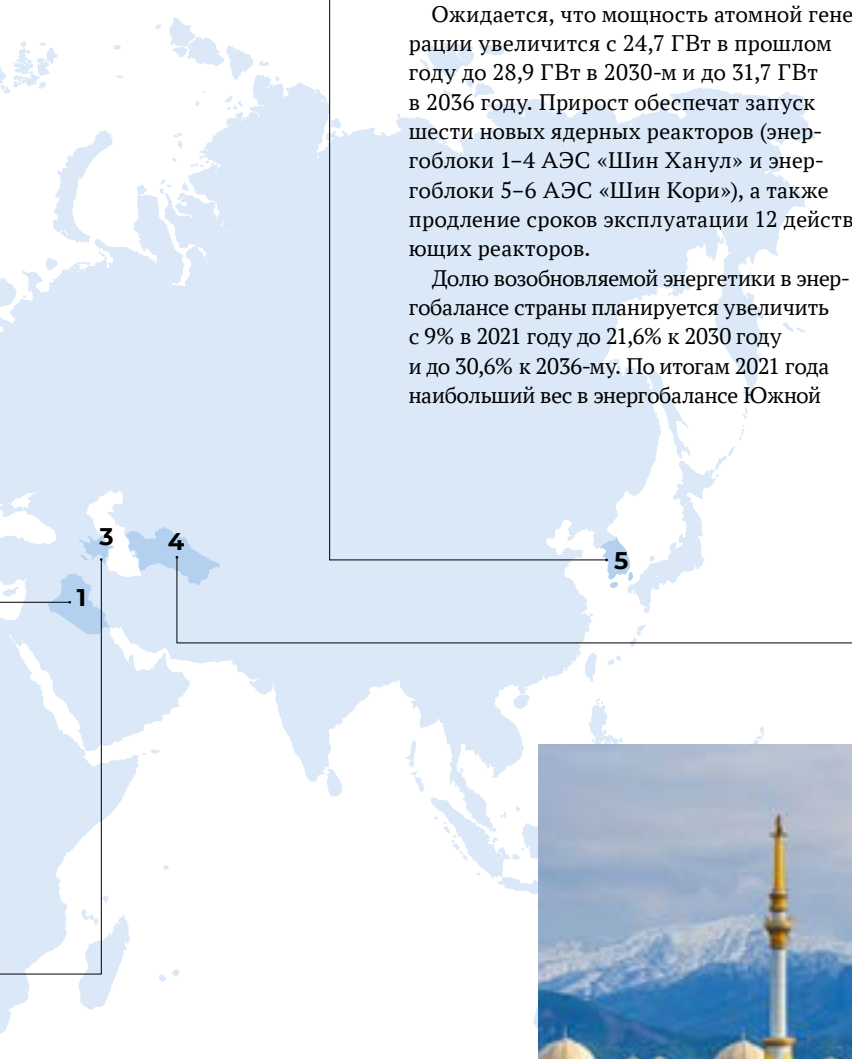 Ожидается, что мощность атомной гене-
рации увеличится с 24,7 ГВт в прошлом
году до 28,9 ГВт в 2030-м и до 31,7 ГВт
в 2036 году. Прирост обеспечат запуск
шести новых ядерных реакторов (энер-
гоблоки 1–4 АЭС «Шин Ханул» и энер-
гоблоки 5–6 АЭС «Шин Кори»), а также
продление сроков эксплуатации 12 действ
ующих реакторов.
Долю возобновляемой энергетики в энер-
гобалансе страны планируется увеличить
с 9% в 2021 году до 21,6% к 2030 году
и до 30,6% к 2036-му. По итогам 2021 года
наибольший вес в энергобалансе Южной
3
4
5
1